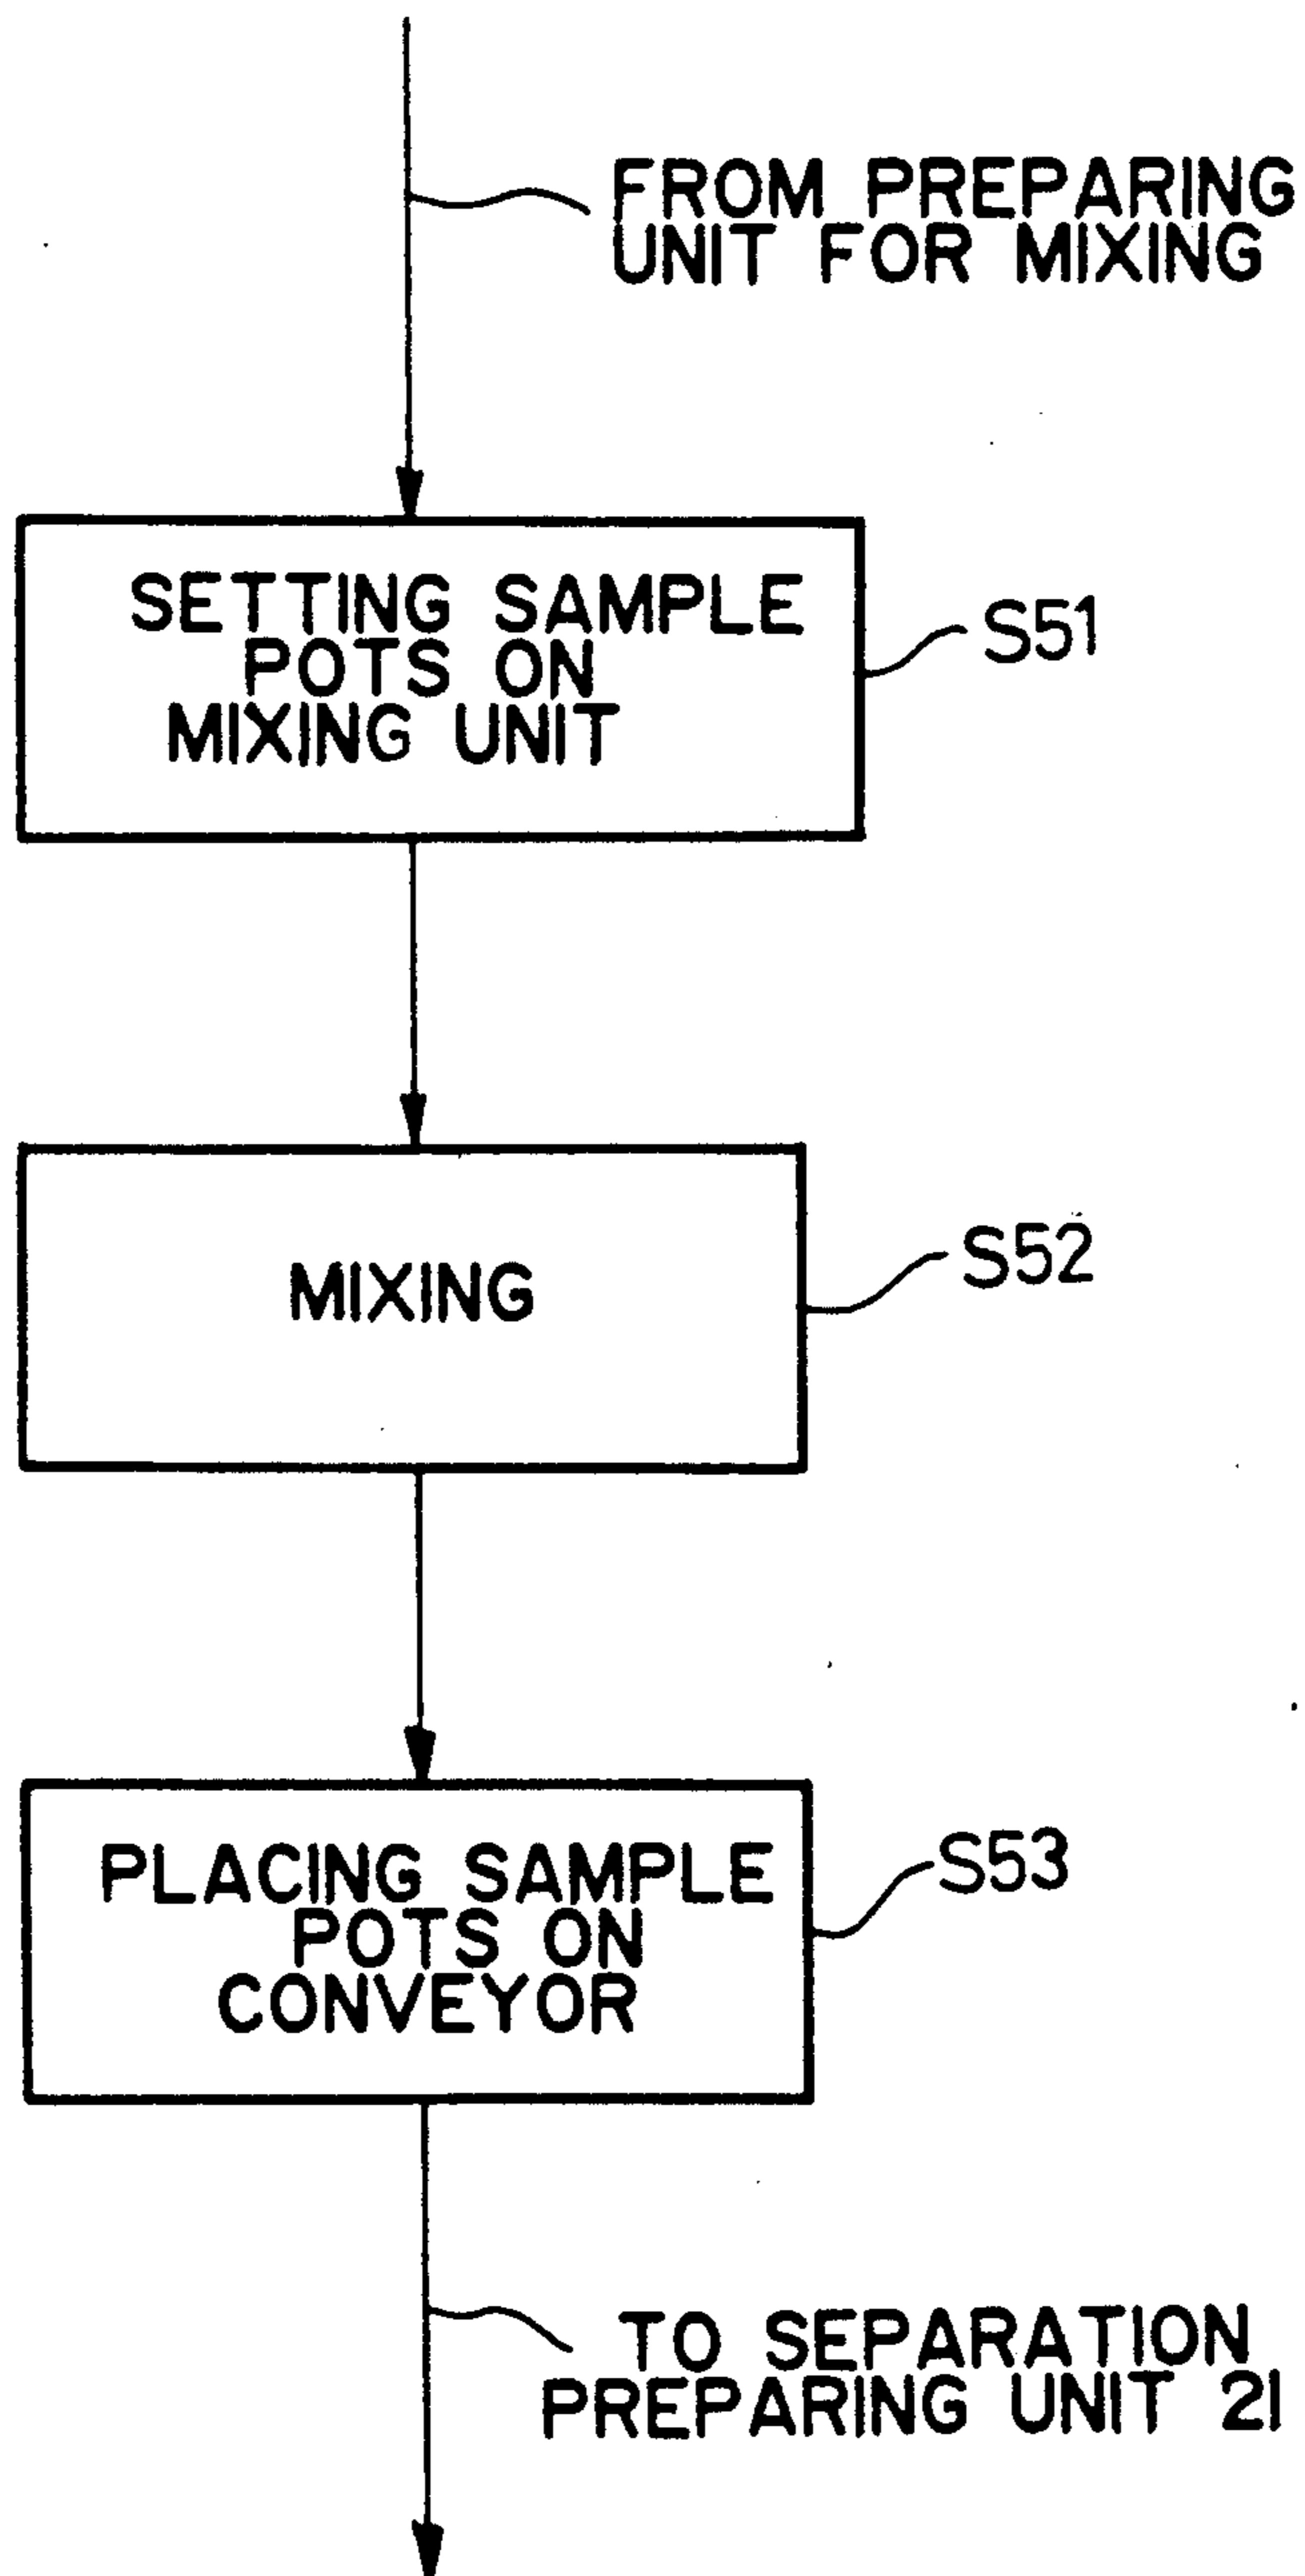 FROM PREPARING
UNIT FOR MIXING
SETTING SAMPLE
POTS ON
MIXING UNIT
S51
MIXING
S52
PLACING SAMPLE
POTS ON
CONVEYOR
S53
TO SEPARATION
PREPARING UNIT 21